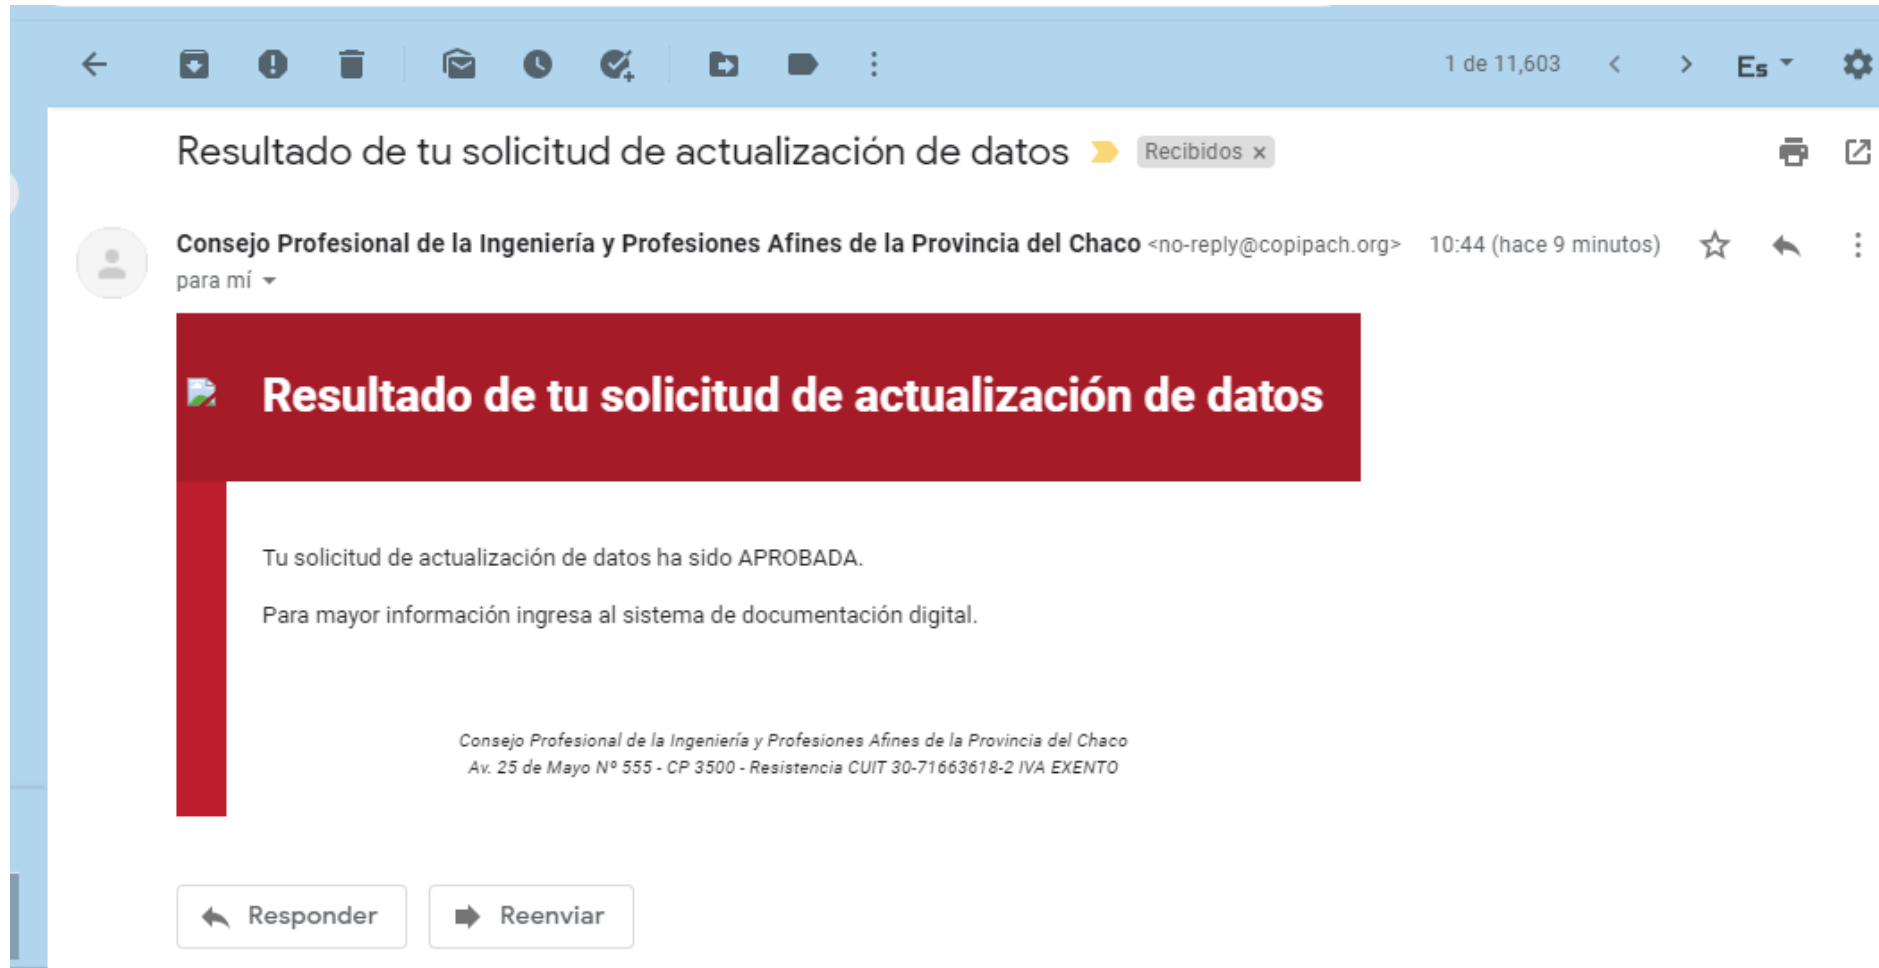 1 de 11,603
Es
Resultado de tu solicitud de actualización de datos Recibidos x
Consejo Profesional de la Ingeniería y Profesiones Afines de la Provincia del Chaco <no-reply@copipach.org> 10:44 (hace 9 minutos)
para mí
Resultado de tu solicitud de actualización de datos
Tu solicitud de actualización de datos ha sido APROBADA.
Para mayor información ingresa al sistema de documentación digital.
Consejo Profesional de la Ingeniería y Profesiones Afines de la Provincia del Chaco
Av. 25 de Mayo Nº 555 - CP 3500 - Resistencia CUIT 30-71663618-2 IVA EXENTO
Responder
Reenviar